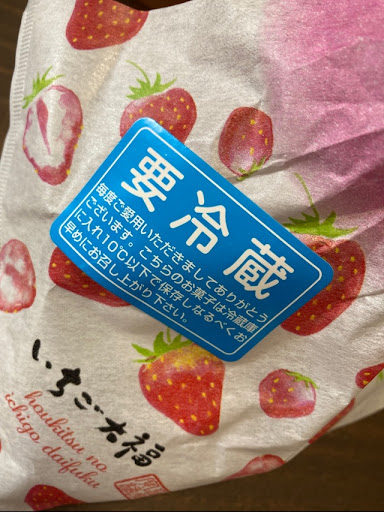 要冷蔵
毎度ご愛用いただきましてありがとう
ございます。こちらのお菓子は冷蔵庫
に入れ10℃以下で保存しなるべくお
早めにお召し上がり下さい。
いちご大福
houkitsu no
ichigo daifuku